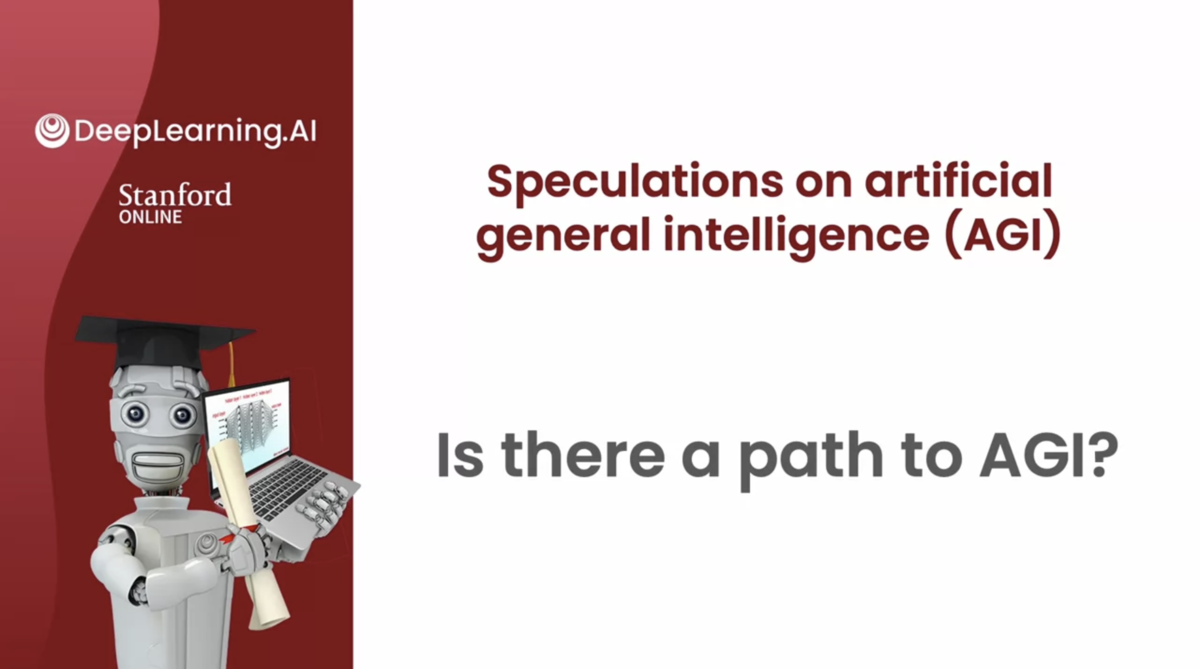 DeepLearning.AI
Stanford
ONLINE
Speculations on artificial
general intelligence (AGI)
Is there a path to AGI?